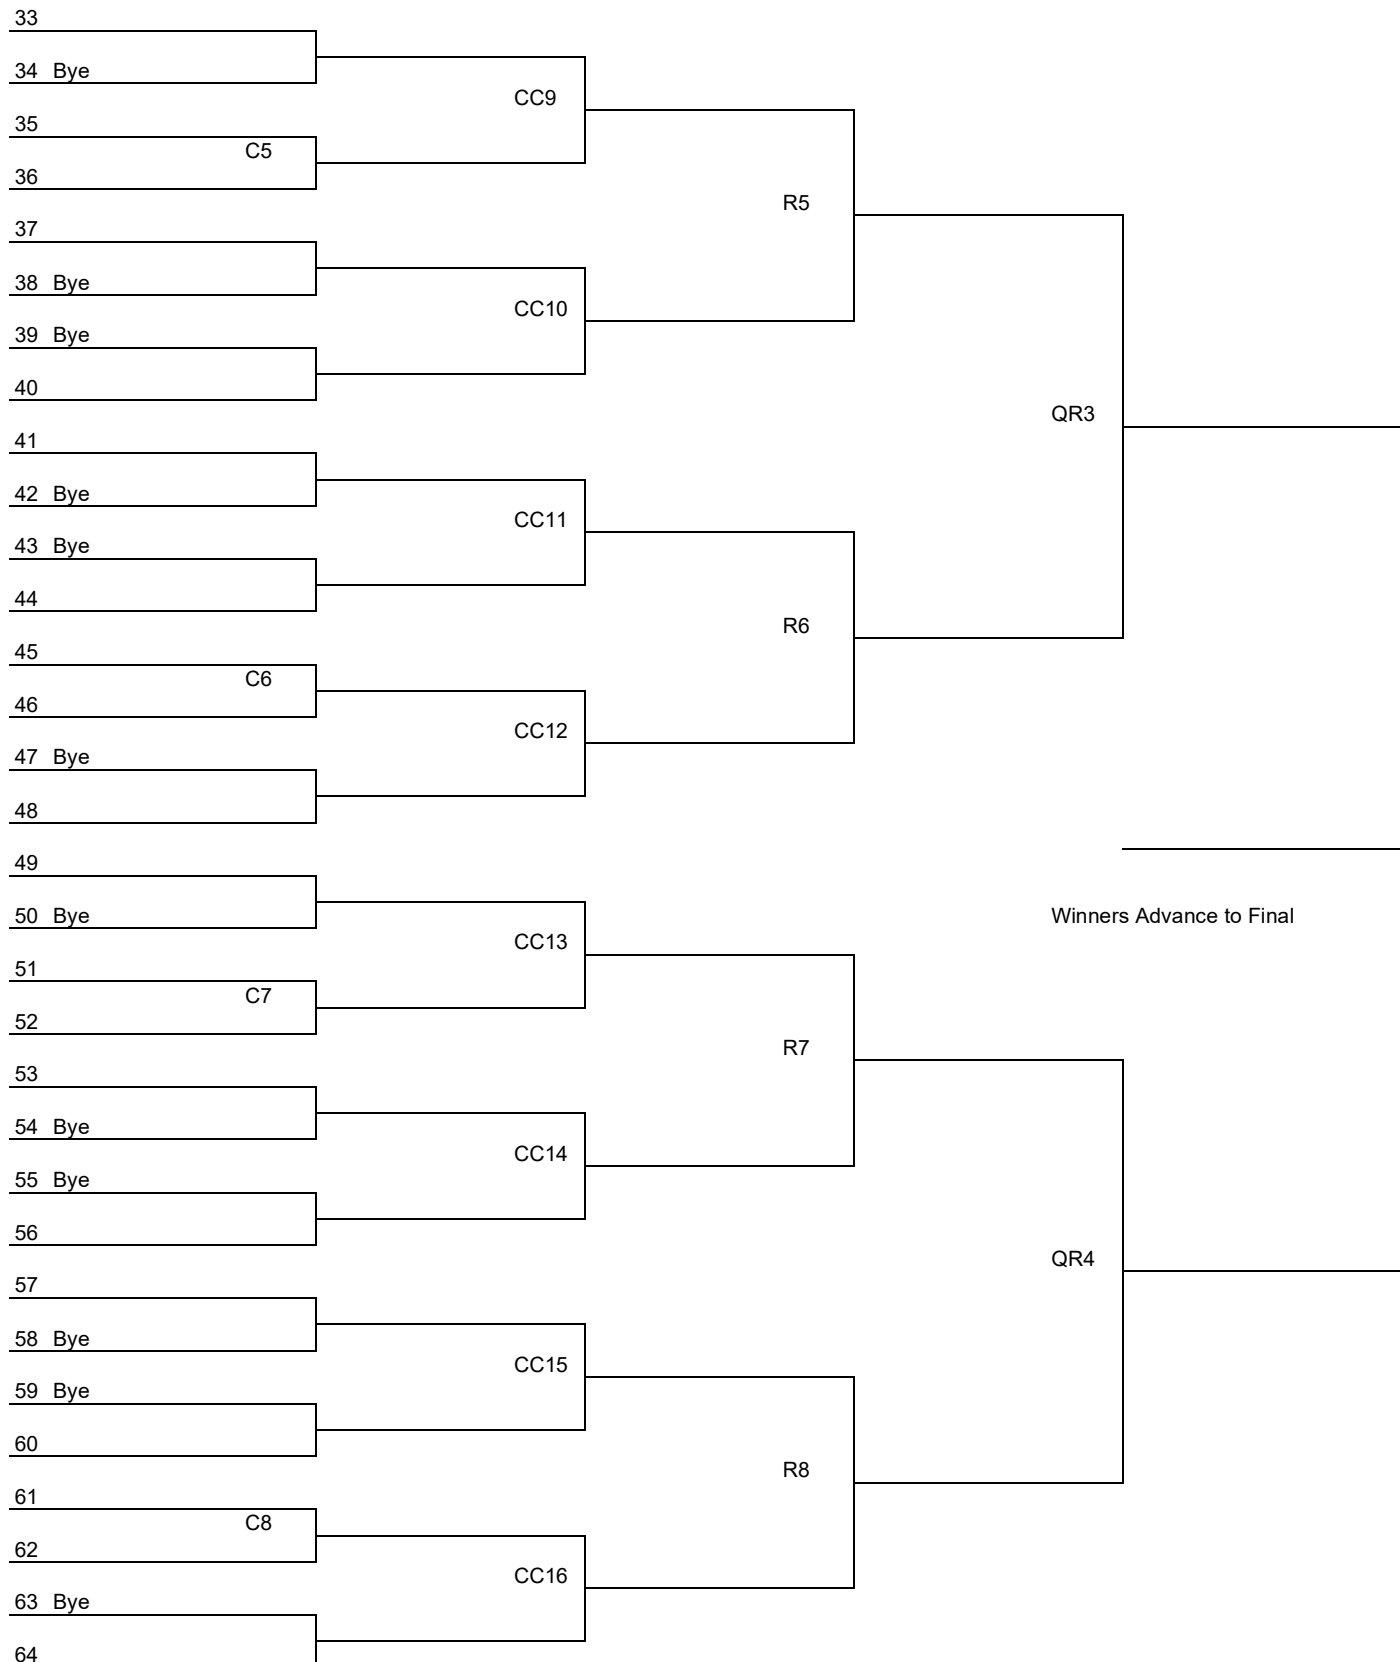 33
34 Bye
CC9
35
C5
36
R5
37
38 Bye
CC10
39 Bye
40
QR3
41
42 Bye
CC11
43 Bye
44
R6
45
C6
46
CC12
47 Bye
48
49
50 Bye
Winners Advance to Final
CC13
51
C7
52
R7
53
54 Bye
CC14
55 Bye
56
QR4
57
58 Bye
CC15
59 Bye
60
R8
61
C8
62
CC16
63 Bye
64